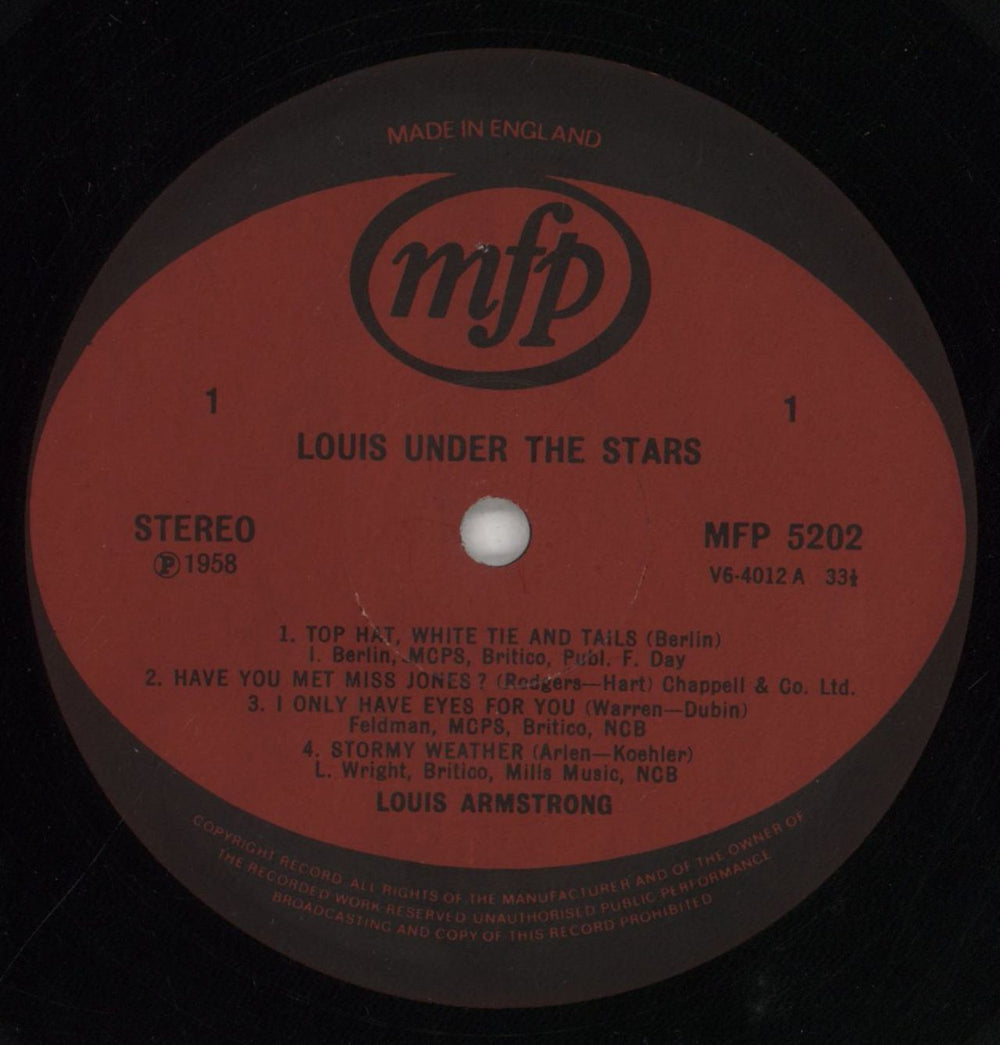 MADE IN ENGLAND
mfp
1 1
LOUIS UNDER THE STARS
STEREO MFP 5202
Ⓟ 1958 V6-4012 A 33⅓
1. TOP HAT, WHITE TIE AND TAILS (Berlin)
I. Berlin, MCPS, Britico, Publ. F. Day
2. HAVE YOU MET MISS JONES? (Rodgers—Hart) Chappell & Co. Ltd.
3. I ONLY HAVE EYES FOR YOU (Warren—Dubin)
Feldman, MCPS, Britico, NCB
4. STORMY WEATHER (Arlen—Koehler)
L. Wright, Britico, Mills Music, NCB
LOUIS ARMSTRONG
COPYRIGHT RECORD. ALL RIGHTS OF THE MANUFACTURER AND OF THE OWNER OF
THE RECORDED WORK RESERVED UNAUTHORISED PUBLIC PERFORMANCE
BROADCASTING AND COPY OF THIS RECORD PROHIBITED